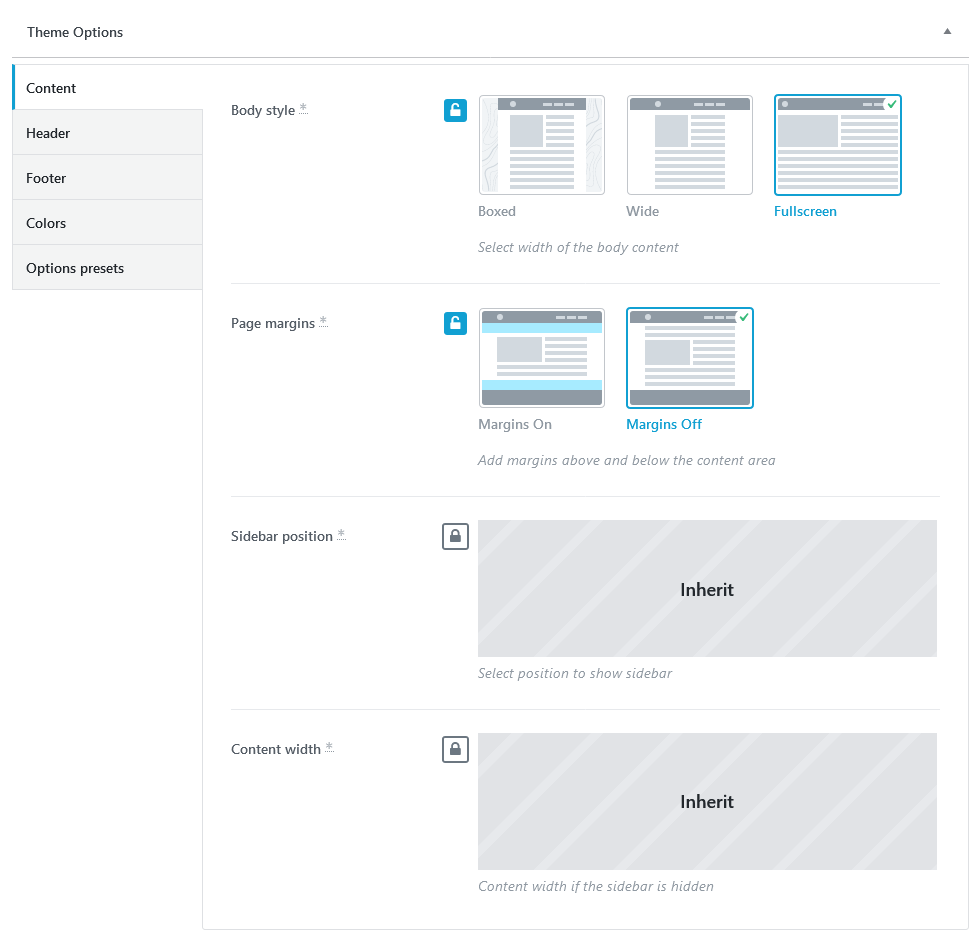 Theme Options
Content
Header
Footer
Colors
Options presets
Body style *
Boxed
Wide
Fullscreen
Select width of the body content
Page margins *
Margins On
Margins Off
Add margins above and below the content area
Sidebar position *
Inherit
Select position to show sidebar
Content width *
Inherit
Content width if the sidebar is hidden